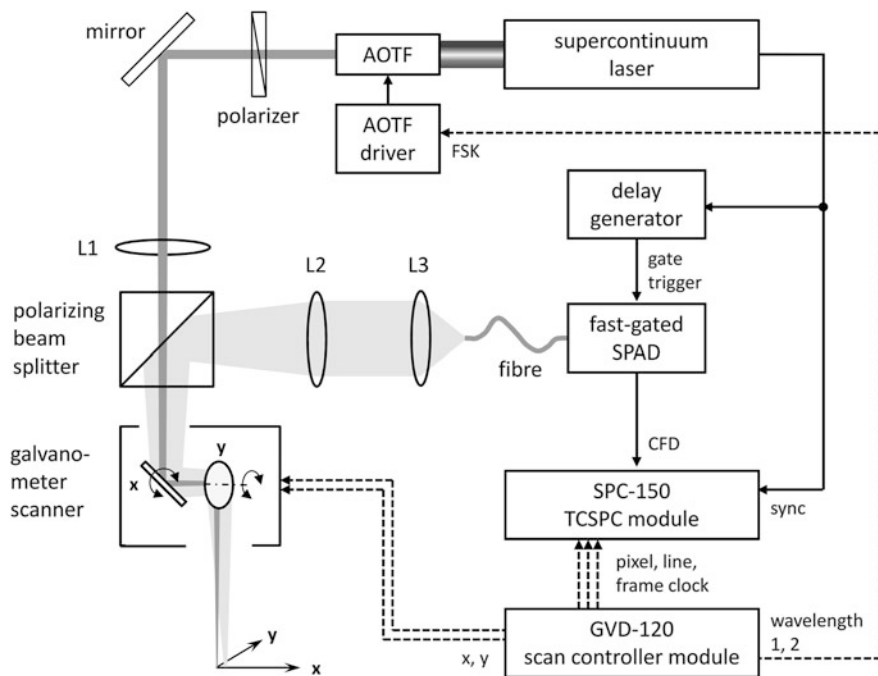 mirror
polarizer
AOTF
supercontinuum
laser
AOTF
driver
FSK
delay
generator
gate
trigger
L1
L2
L3
polarizing
beam
splitter
fibre
fast-gated
SPAD
CFD
galvano-
meter
scanner
x
y
SPC-150
TCSPC module
sync
pixel, line,
frame clock
y
x
x, y
GVD-120
scan controller module
wavelength
1, 2